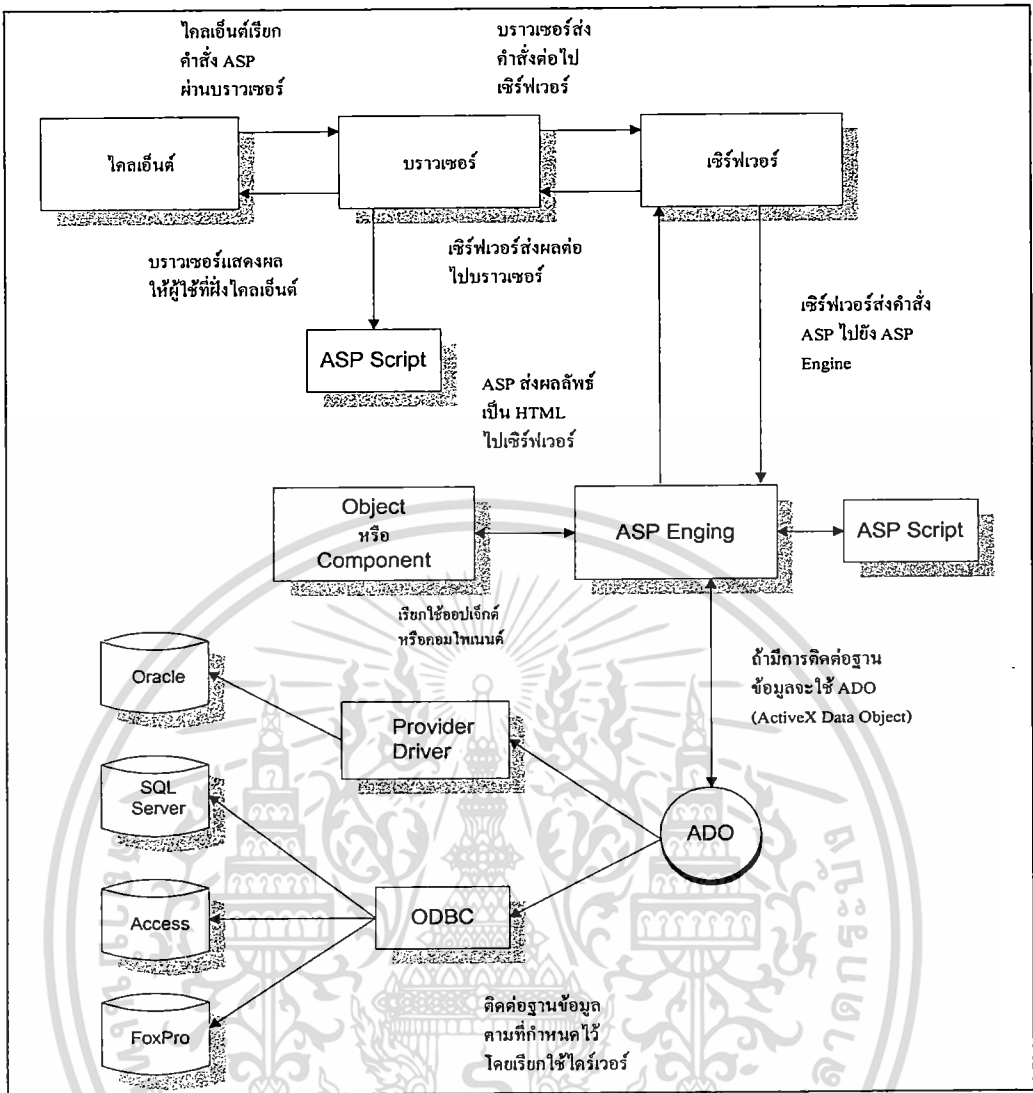 ไคลเอ็นต์เรียก
คำสั่ง ASP
ผ่านบราวเซอร์
บราวเซอร์ส่ง
คำสั่งต่อไป
เซิร์ฟเวอร์
ไคลเอ็นต์
บราวเซอร์
เซิร์ฟเวอร์
บราวเซอร์แสดงผล
ให้ผู้ใช้ที่ฝั่งไคลเอ็นต์
เซิร์ฟเวอร์ส่งผลต่อ
ไปบราวเซอร์
เซิร์ฟเวอร์ส่งคำสั่ง
ASP ไปยัง ASP
Engine
ASP Script
ASP ส่งผลลัพธ์
เป็น HTML
ไปเซิร์ฟเวอร์
Object
หรือ
Component
ASP Enging
ASP Script
เรียกใช้ออปเจ็กต์
หรือคอมโพเนนต์
ถ้ามีการติดต่อฐาน
ข้อมูลจะใช้ ADO
(ActiveX Data Object)
Oracle
Provider
Driver
SQL
Server
ADO
Access
ODBC
FoxPro
ติดต่อฐานข้อมูล
ตามที่กำหนดไว้
โดยเรียกใช้ไดร์เวอร์